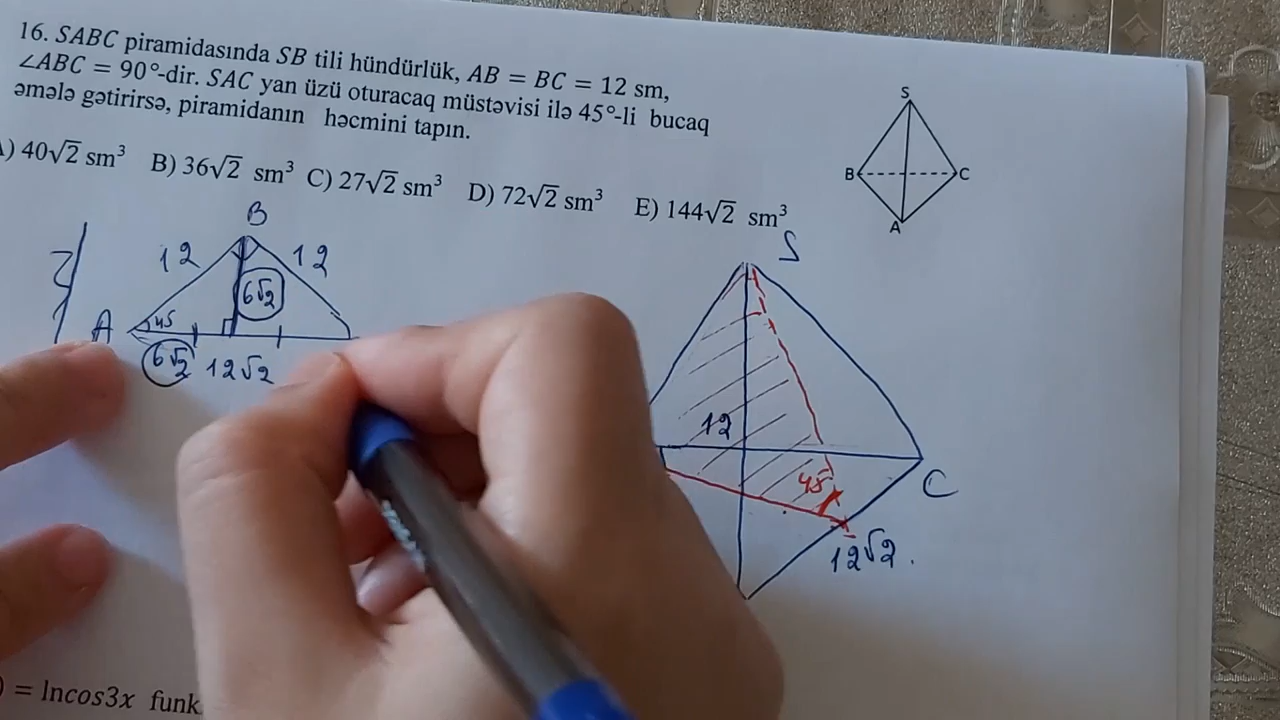 16. SABC piramidasında SB tili hündürlük, AB = BC = 12 sm,
∠ABC = 90°-dir. SAC yan üzü oturacaq müstəvisi ilə 45°-li bucaq
əmələ gətirirsə, piramidanın həcmini tapın.
) 40√2 sm³ B) 36√2 sm³ C) 27√2 sm³ D) 72√2 sm³ E) 144√2 sm³
S
B C
A
B
12 12
6√2
A 45
6√2 12√2
S
12
45
C
12√2.
) = lncos3x funk